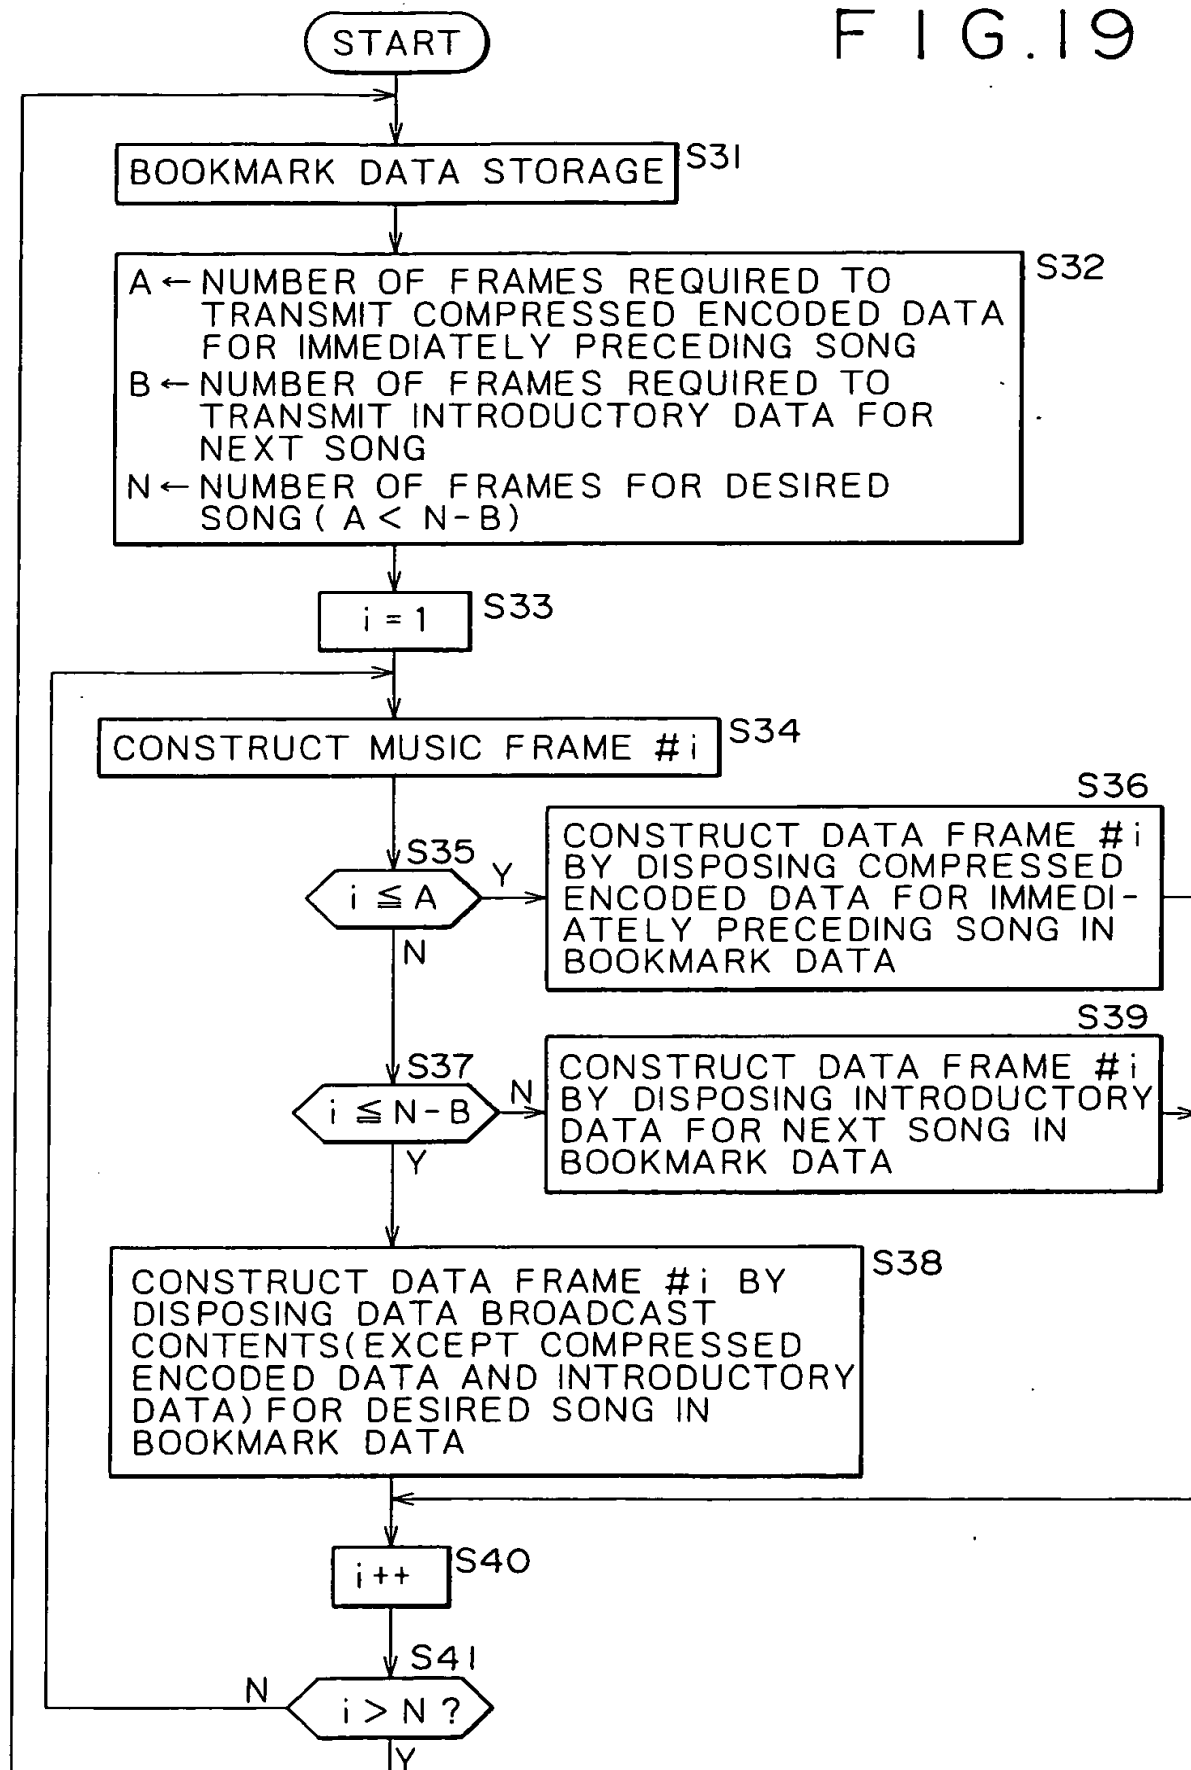 FIG.19
START
BOOKMARK DATA STORAGE
S31
S32
A ← NUMBER OF FRAMES REQUIRED TO
TRANSMIT COMPRESSED ENCODED DATA
FOR IMMEDIATELY PRECEDING SONG
B ← NUMBER OF FRAMES REQUIRED TO
TRANSMIT INTRODUCTORY DATA FOR
NEXT SONG
N ← NUMBER OF FRAMES FOR DESIRED
SONG ( A < N-B)
i = 1
S33
CONSTRUCT MUSIC FRAME #i
S34
S35
i ≦ A
Y
N
S36
CONSTRUCT DATA FRAME #i
BY DISPOSING COMPRESSED
ENCODED DATA FOR IMMEDI-
ATELY PRECEDING SONG IN
BOOKMARK DATA
S37
i ≦ N-B
N
Y
S39
CONSTRUCT DATA FRAME #i
BY DISPOSING INTRODUCTORY
DATA FOR NEXT SONG IN
BOOKMARK DATA
S38
CONSTRUCT DATA FRAME #i BY
DISPOSING DATA BROADCAST
CONTENTS(EXCEPT COMPRESSED
ENCODED DATA AND INTRODUCTORY
DATA) FOR DESIRED SONG IN
BOOKMARK DATA
i++
S40
S41
N
i > N ?
Y